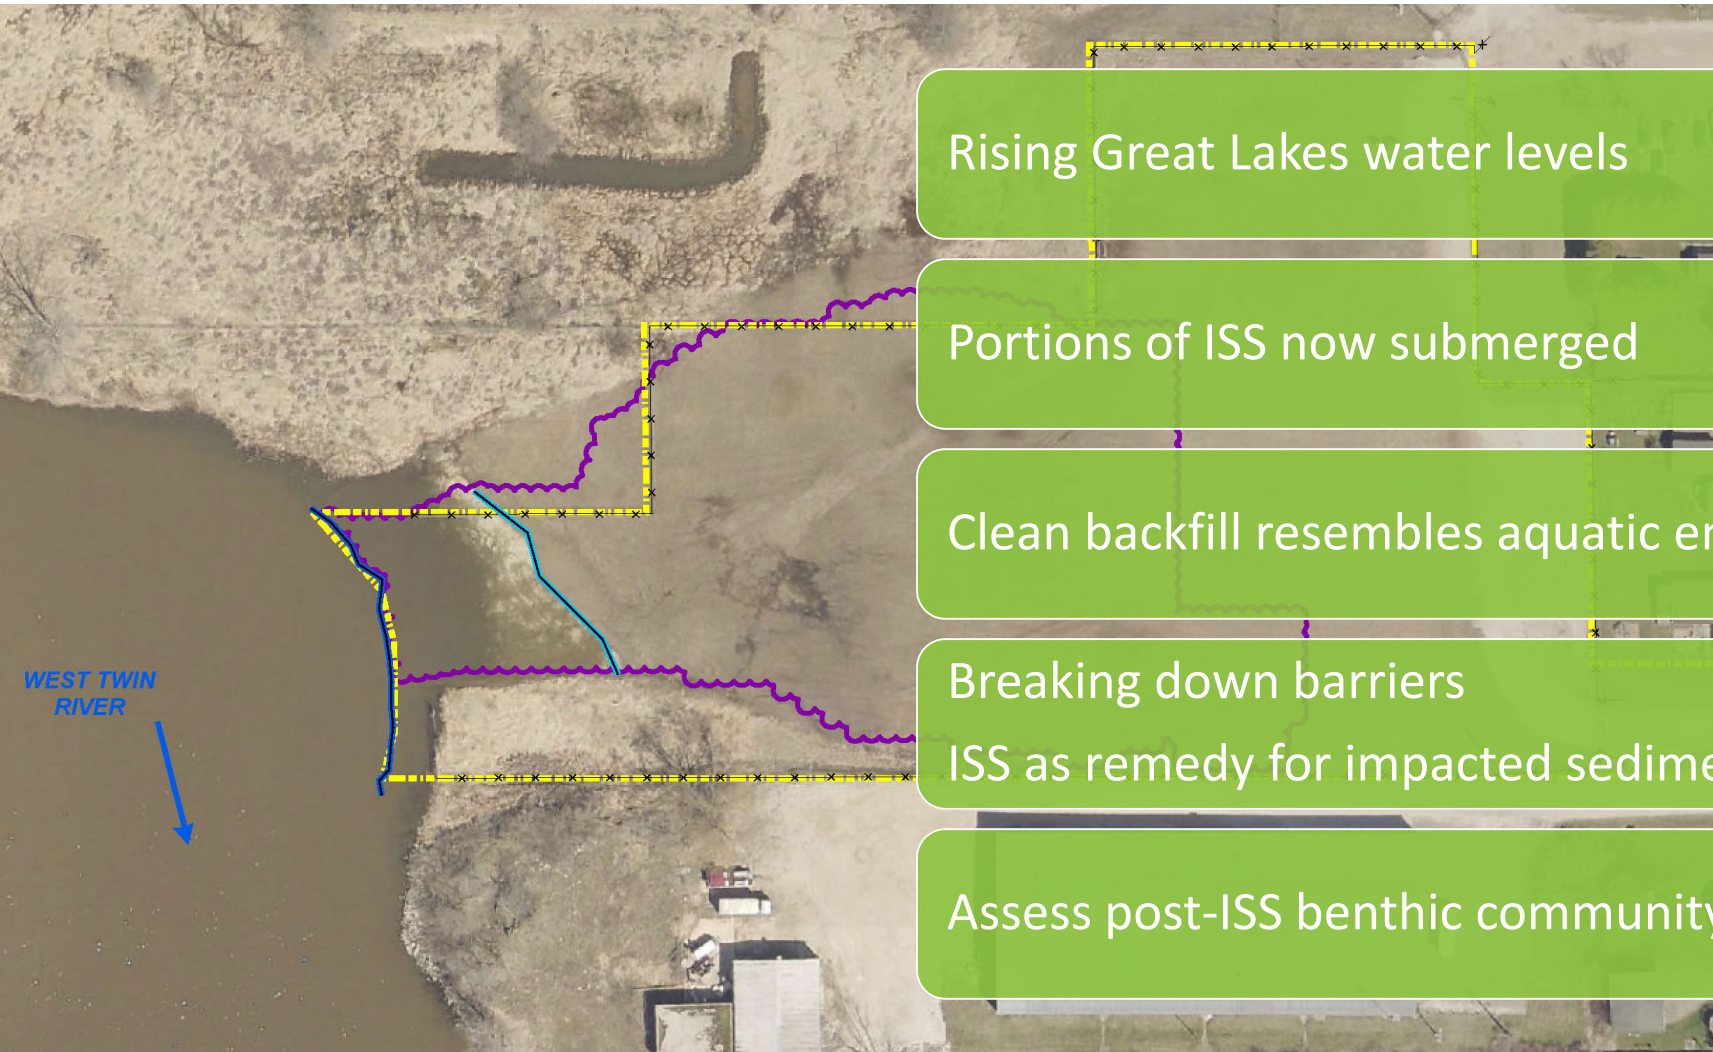 Rising Great Lakes water levels
Portions of ISS now submerged
Clean backfill resembles aquatic
Breaking down barriers
ISS as remedy for impacted
Assess post-ISS benthic community
WEST TWIN
RIVER